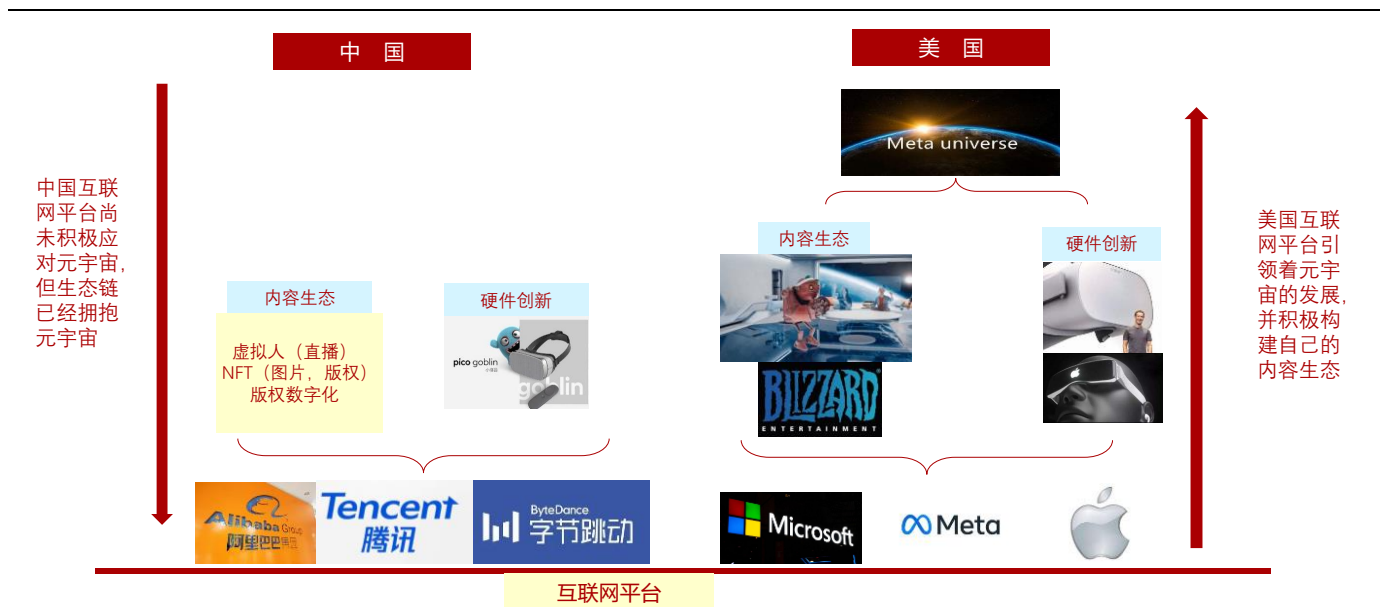 中 国
美 国
Meta universe
中国互联
网平台尚
未积极应
对元宇宙,
但生态链
已经拥抱
元宇宙
内容生态
虚拟人（直播）
NFT（图片，版权）
版权数字化
硬件创新
pico goblin
小怪兽
goblin
内容生态
BLIZZARD
ENTERTAINMENT
硬件创新
美国互联
网平台引
领着元宇
宙的发展,
并积极构
建自己的
内容生态
Alibaba Group
阿里巴巴集团
Tencent
腾讯
ByteDance
字节跳动
Microsoft
Meta
互联网平台